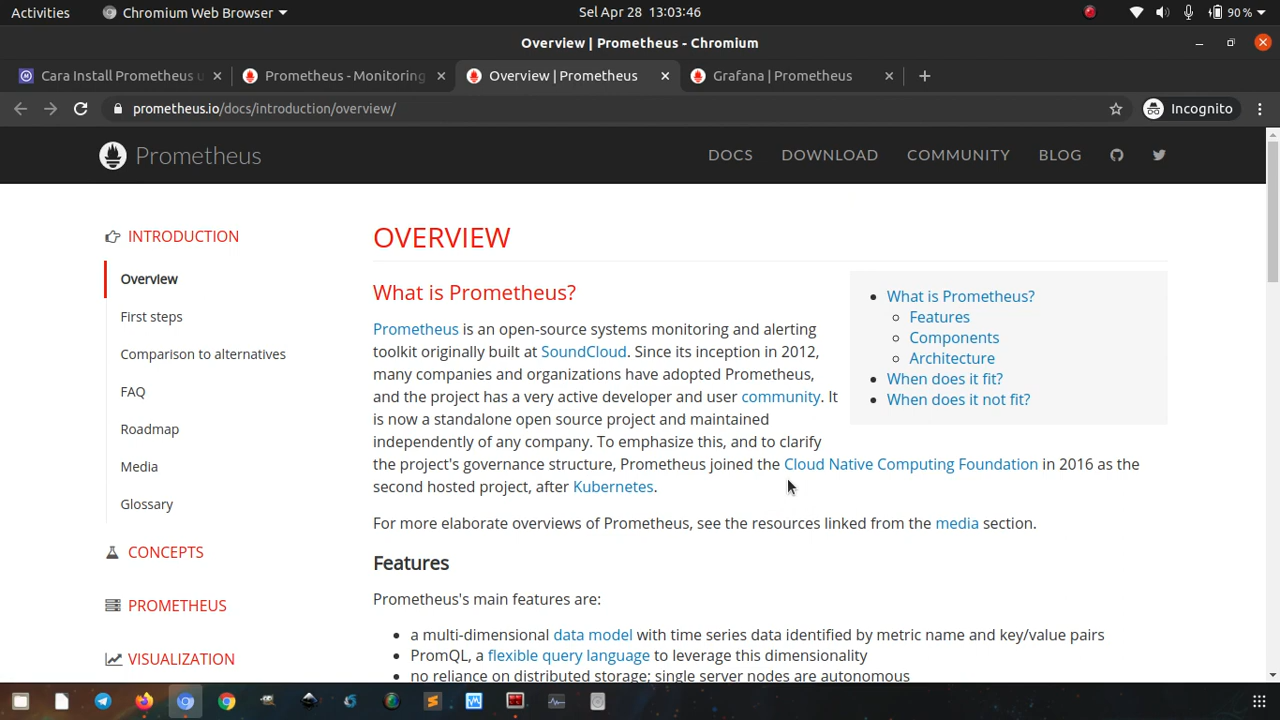 Activities
Chromium Web Browser
Sel Apr 28 13:03:46
90 %
Overview | Prometheus - Chromium
Cara Install Prometheus u
Prometheus - Monitoring
Overview | Prometheus
Grafana | Prometheus
prometheus.io/docs/introduction/overview/
Incognito
Prometheus
DOCS
DOWNLOAD
COMMUNITY
BLOG
INTRODUCTION
Overview
First steps
Comparison to alternatives
FAQ
Roadmap
Media
Glossary
CONCEPTS
PROMETHEUS
VISUALIZATION
OVERVIEW
What is Prometheus?
Prometheus is an open-source systems monitoring and alerting
toolkit originally built at SoundCloud. Since its inception in 2012,
many companies and organizations have adopted Prometheus,
and the project has a very active developer and user community. It
is now a standalone open source project and maintained
independently of any company. To emphasize this, and to clarify
the project's governance structure, Prometheus joined the Cloud Native Computing Foundation in 2016 as the
second hosted project, after Kubernetes.
For more elaborate overviews of Prometheus, see the resources linked from the media section.
Features
Prometheus's main features are:
a multi-dimensional data model with time series data identified by metric name and key/value pairs
PromQL, a flexible query language to leverage this dimensionality
no reliance on distributed storage; single server nodes are autonomous
What is Prometheus?
Features
Components
Architecture
When does it fit?
When does it not fit?